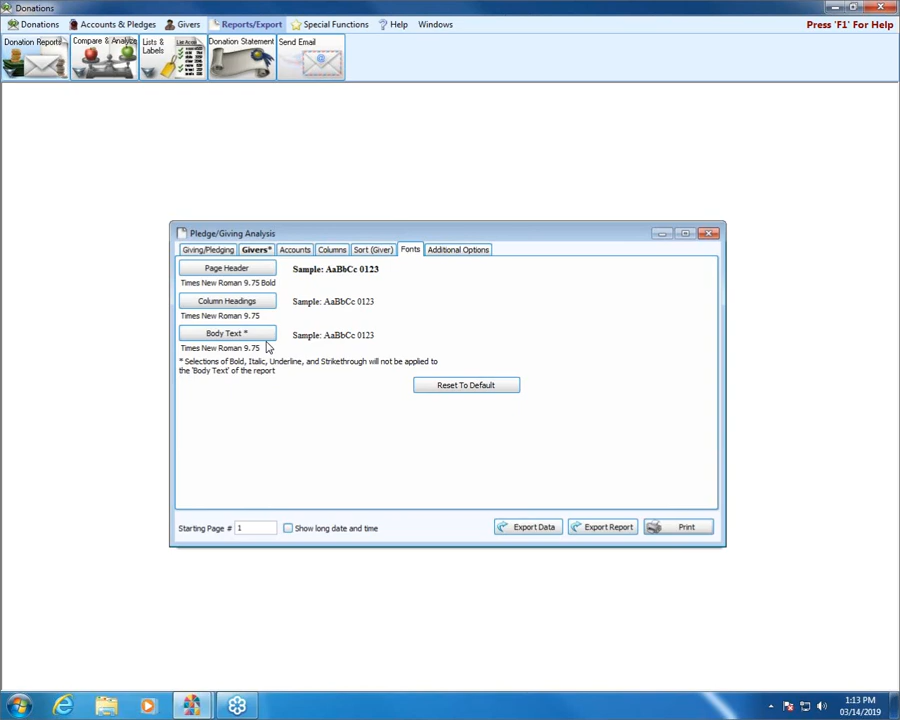 Donations
Donations Accounts & Pledges Givers Reports/Export Special Functions Help Windows Press 'F1' For Help
Donation Reports Compare & Analyze Lists & Labels Donation Statement Send Email
Pledge/Giving Analysis
Giving/Pledging Givers* Accounts Columns Sort (Giver) Fonts Additional Options
Page Header Sample: AaBbCc 0123
Times New Roman 9.75 Bold
Column Headings Sample: AaBbCc 0123
Times New Roman 9.75
Body Text * Sample: AaBbCc 0123
Times New Roman 9.75
* Selections of Bold, Italic, Underline, and Strikethrough will not be applied to
the 'Body Text' of the report
Reset To Default
Starting Page # 1 Show long date and time Export Data Export Report Print
1:13 PM
03/14/2019